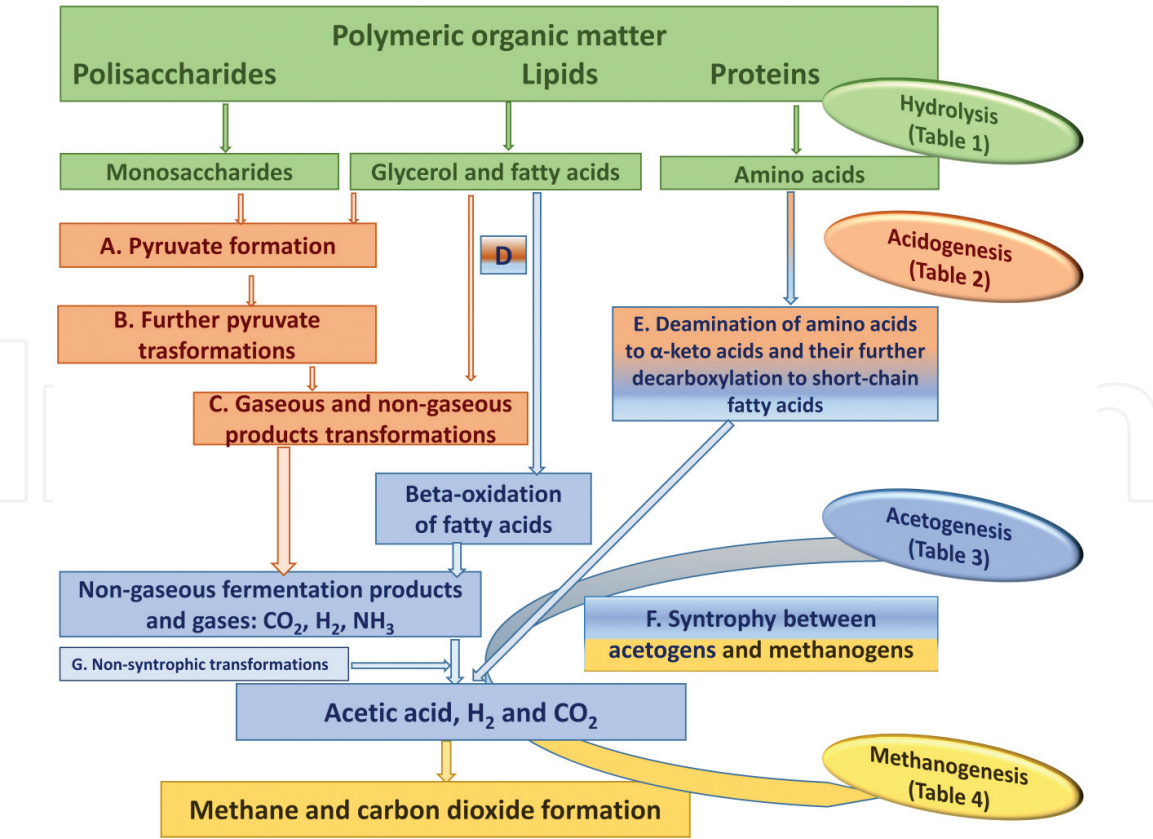 Polymeric organic matter
Polisaccharides Lipids Proteins
Hydrolysis
(Table 1)
Monosaccharides
Glycerol and fatty acids
Amino acids
A. Pyruvate formation
D
Acidogenesis
(Table 2)
B. Further pyruvate
trasformations
E. Deamination of amino acids
to α-keto acids and their further
decarboxylation to short-chain
fatty acids
C. Gaseous and non-gaseous
products transformations
Beta-oxidation
of fatty acids
Acetogenesis
(Table 3)
Non-gaseous fermentation products
and gases: CO₂, H₂, NH₃
F. Syntrophy between
acetogens and methanogens
G. Non-syntrophic transformations
Acetic acid, H₂ and CO₂
Methanogenesis
(Table 4)
Methane and carbon dioxide formation